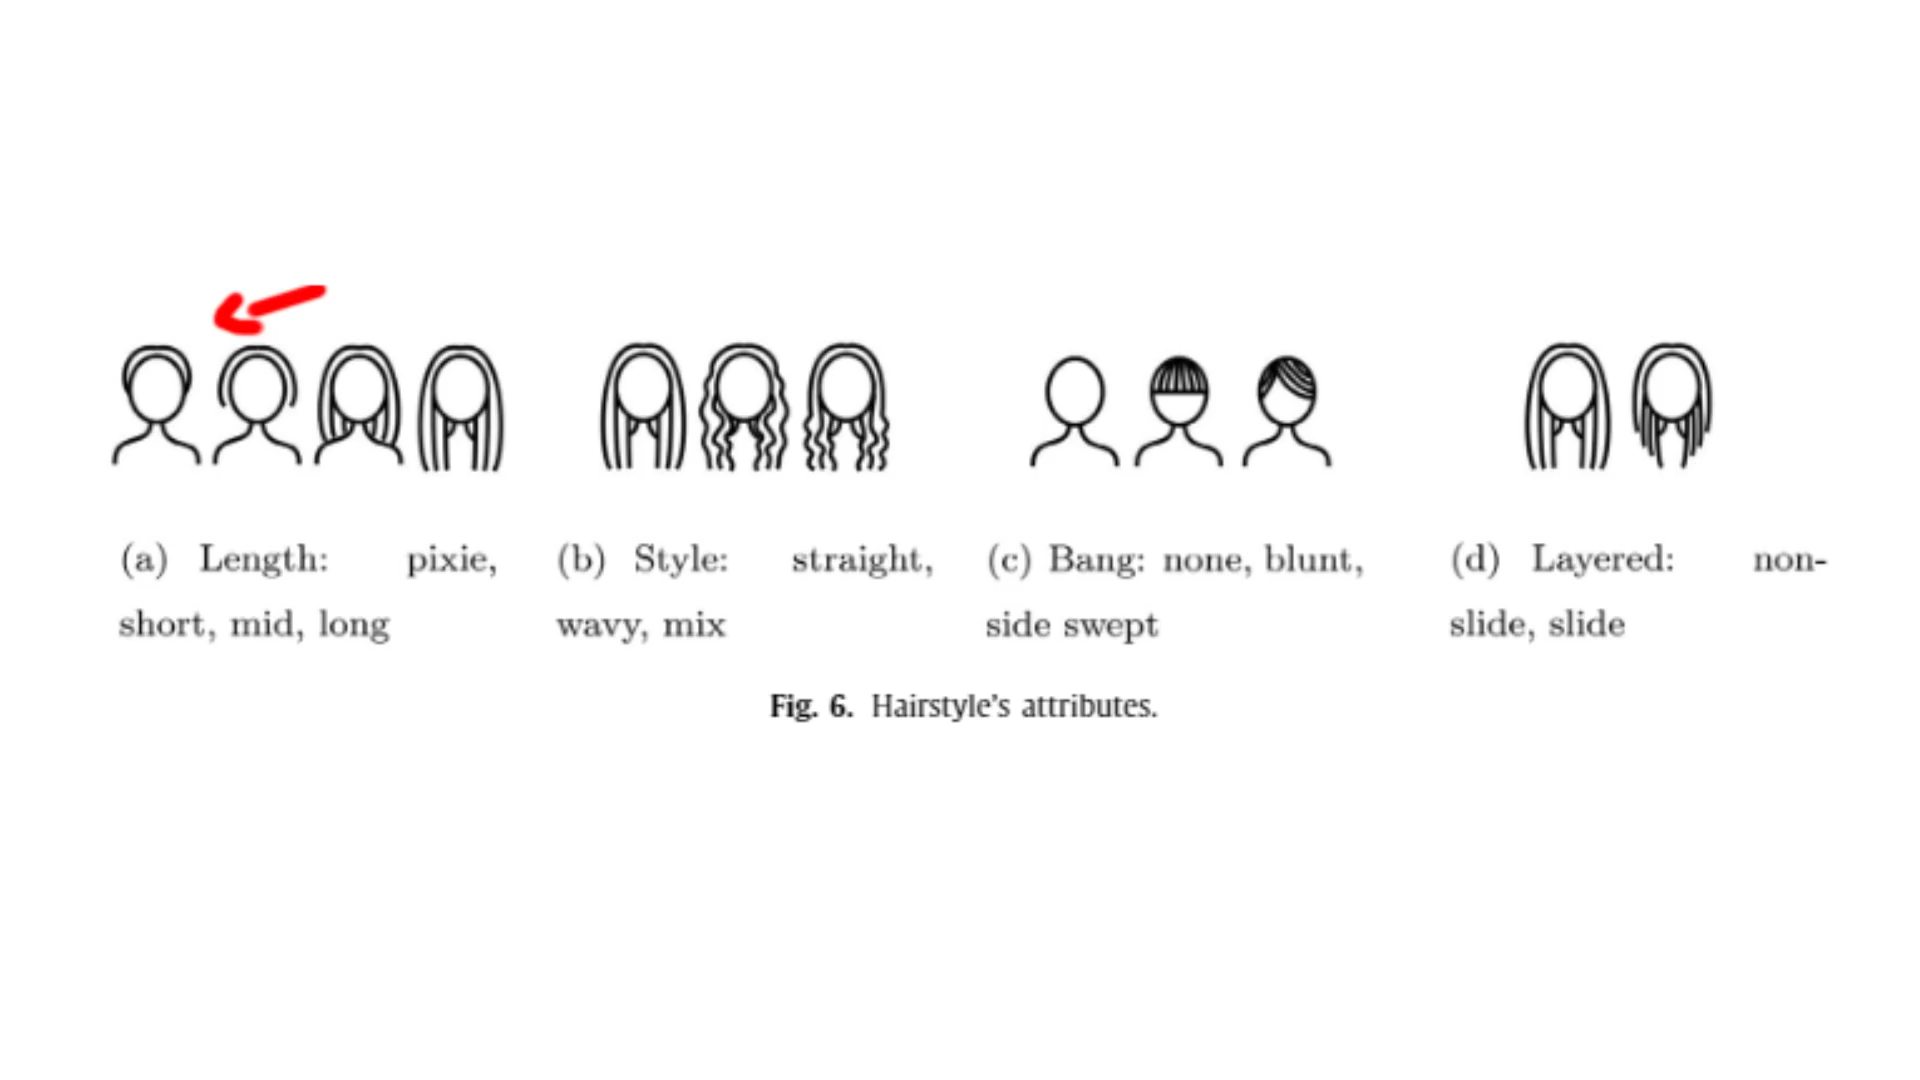 (a) Length: pixie,
short, mid, long
(b) Style: straight,
wavy, mix
(c) Bang: none, blunt,
side swept
(d) Layered: non-
slide, slide
Fig. 6. Hairstyle's attributes.